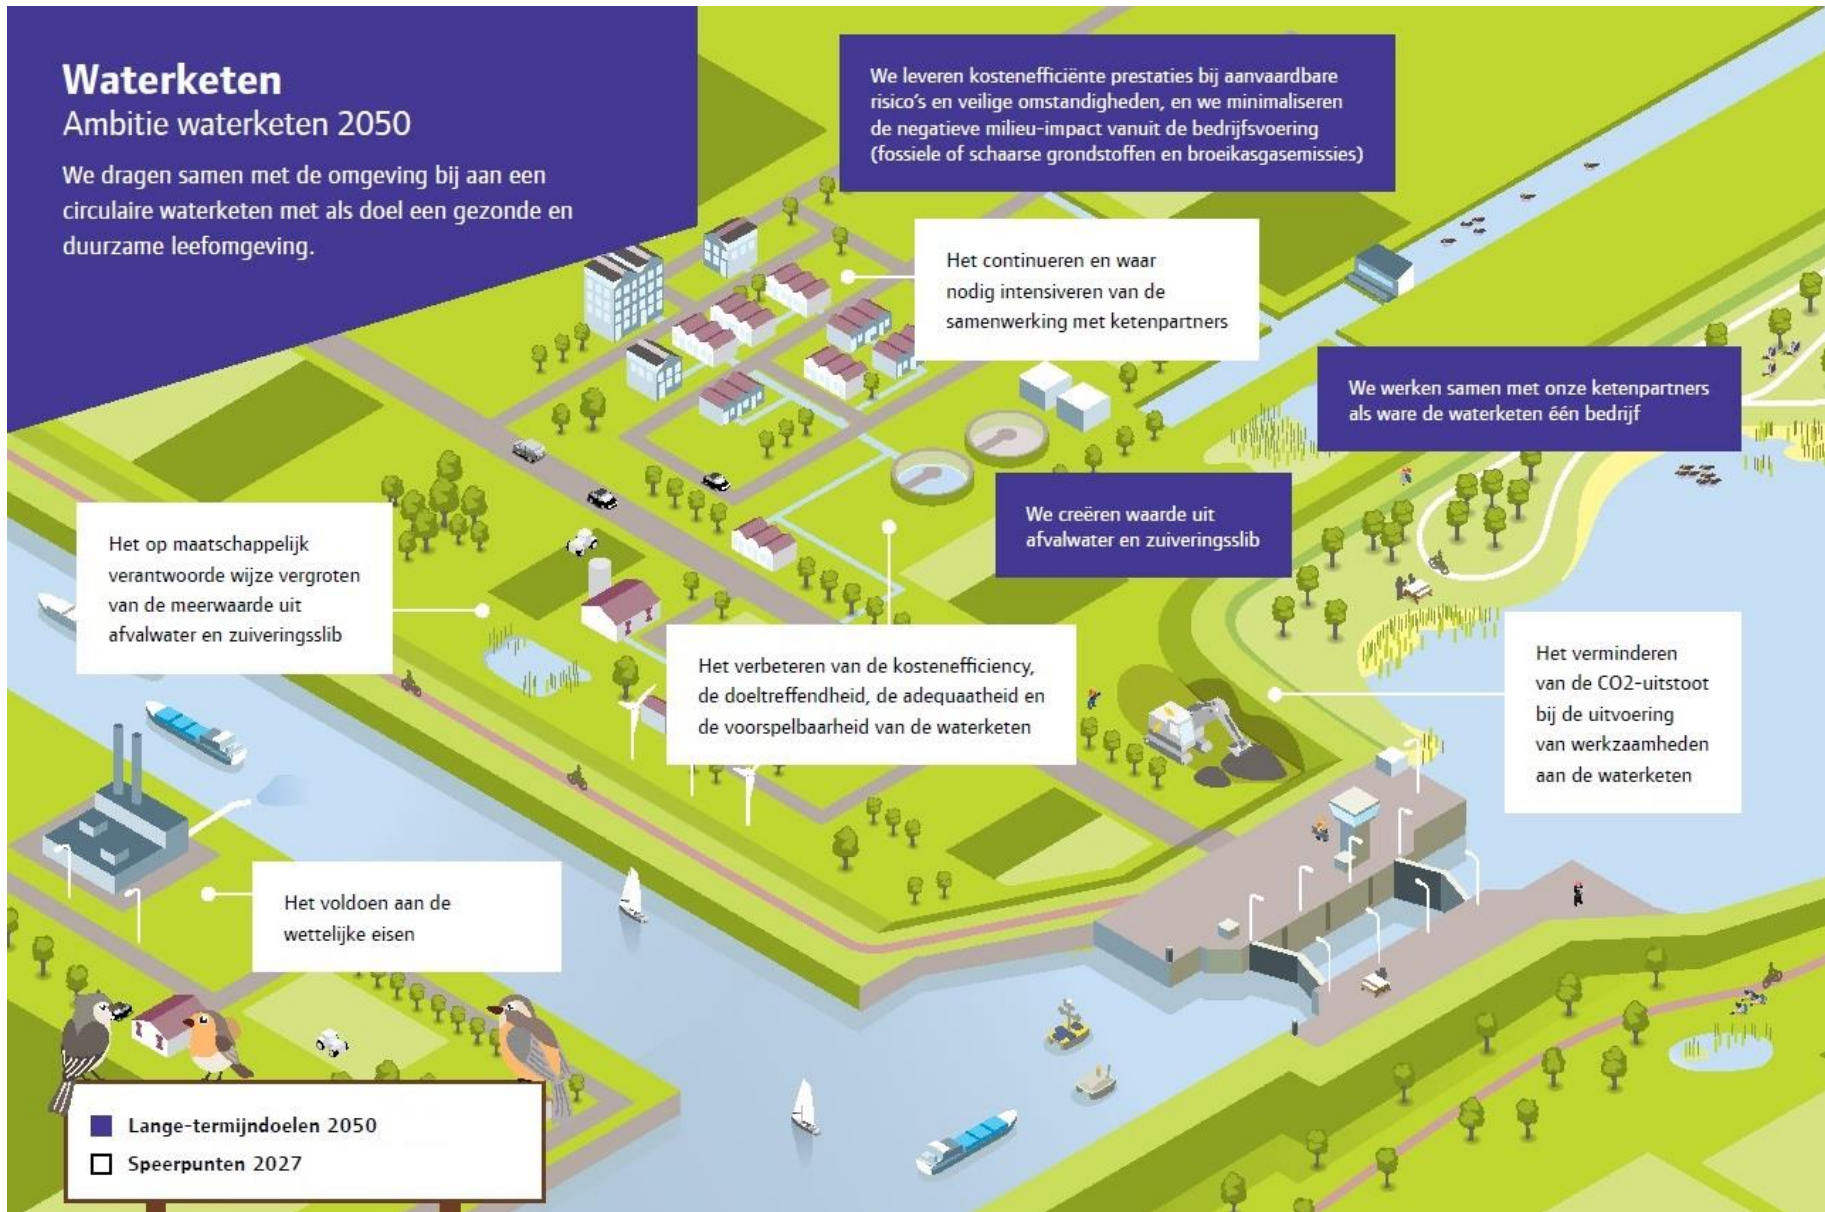 Waterketen
Ambitie waterketen 2050
We dragen samen met de omgeving bij aan een
circulaire waterketen met als doel een gezonde en
duurzame leefomgeving.
We leveren kostenefficiënte prestaties bij aanvaardbare
risico's en veilige omstandigheden, en we minimaliseren
de negatieve milieu-impact vanuit de bedrijfsvoering
(fossiele of schaarse grondstoffen en broeikasgasemissies)
Het continueren en waar
nodig intensiveren van de
samenwerking met ketenpartners
We werken samen met onze ketenpartners
als ware de waterketen één bedrijf
We creëren waarde uit
afvalwater en zuiveringsslib
Het op maatschappelijk
verantwoorde wijze vergroten
van de meerwaarde uit
afvalwater en zuiveringsslib
Het verbeteren van de kostenefficiency,
de doeltreffendheid, de adequaatheid en
de voorspelbaarheid van de waterketen
Het verminderen
van de CO2-uitstoot
bij de uitvoering
van werkzaamheden
aan de waterketen
Het voldoen aan de
wettelijke eisen
Lange-termijndoelen 2050
Speerpunten 2027